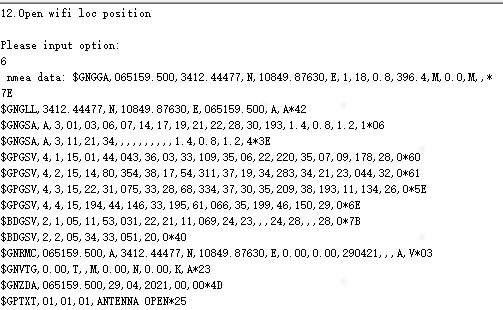 12.Open wifi loc position
Please input option:
6
nmea data: $GNGGA,065159.500,3412.44477,N,10849.87630,E,1,18,0.8,396.4,M,0.0,M,,*
7E
$GNGLL,3412.44477,N,10849.87630,E,065159.500,A,A*42
$GNGSA,A,3,01,03,06,07,14,17,19,21,22,28,30,193,1.4,0.8,1.2,1*06
$GNGSA,A,3,11,21,34,,,,,,,,,,1.4,0.8,1.2,4*3E
$GPGSV,4,1,15,01,44,043,36,03,33,109,35,06,22,220,35,07,09,178,28,0*60
$GPGSV,4,2,15,14,80,354,38,17,54,311,37,19,34,283,34,21,23,044,32,0*61
$GPGSV,4,3,15,22,31,075,33,28,68,334,37,30,35,209,38,193,11,134,26,0*5E
$GPGSV,4,4,15,194,44,146,33,195,61,066,35,199,46,150,29,0*6E
$BDGSV,2,1,05,11,53,031,22,21,11,069,24,23,,,24,28,,,28,0*7B
$BDGSV,2,2,05,34,33,051,20,0*40
$GNRMC,065159.500,A,3412.44477,N,10849.87630,E,0.00,0.00,290421,,,A,V*03
$GNVTG,0.00,T,,M,0.00,N,0.00,K,A*23
$GNZDA,065159.500,29,04,2021,00,00*4D
$GPTXT,01,01,01,ANTENNA OPEN*25